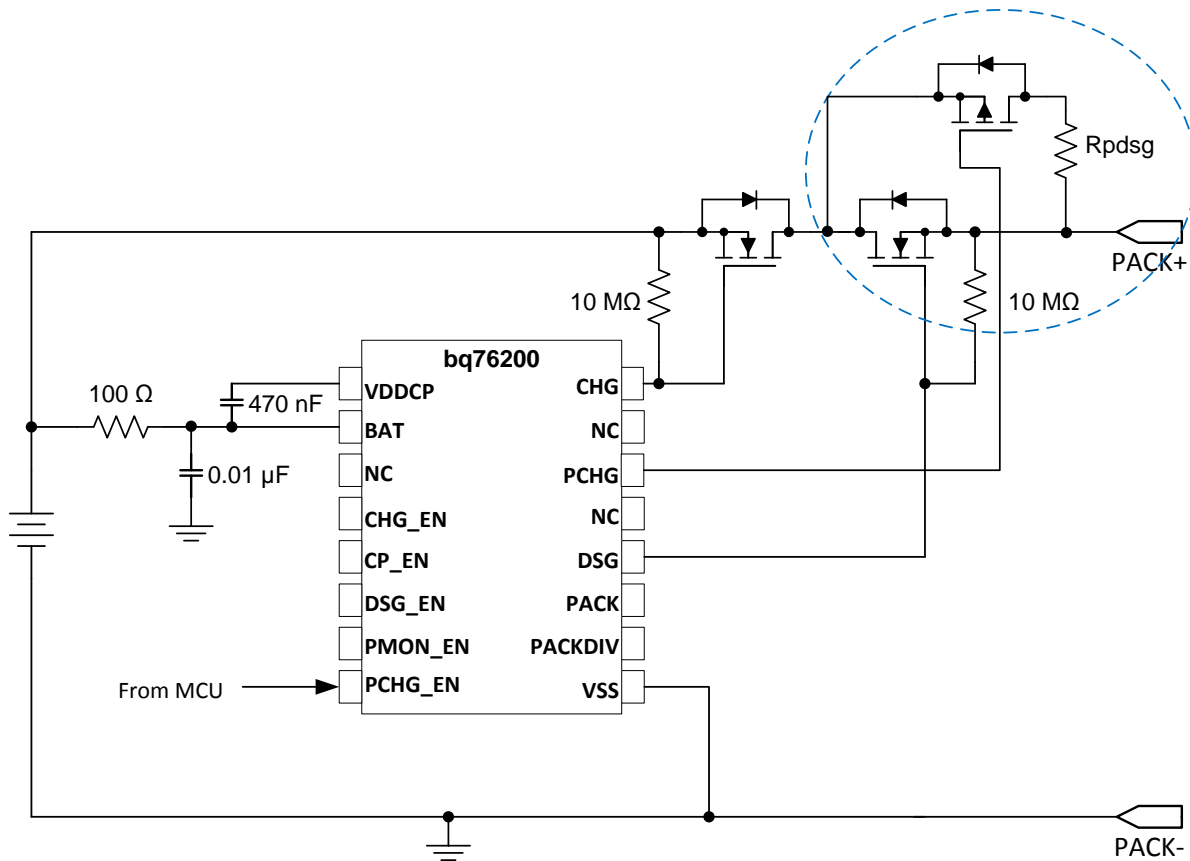 Rpdsg
PACK+
10 MΩ
10 MΩ
bq76200
100 Ω
470 nF
0.01 µF
VDDCP
BAT
NC
CHG_EN
CP_EN
DSG_EN
PMON_EN
PCHG_EN
CHG
NC
PCHG
NC
DSG
PACK
PACKDIV
VSS
From MCU
PACK-